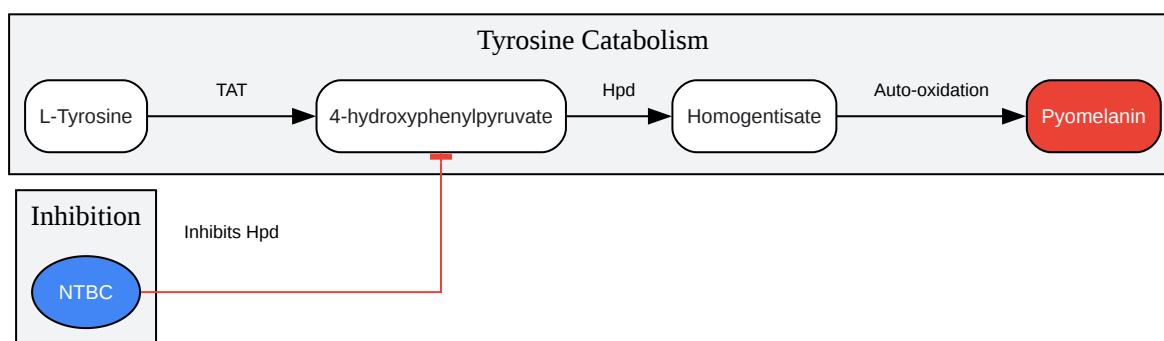 Tyrosine Catabolism
TAT
Hpd
Auto-oxidation
L-Tyrosine
4-hydroxyphenylpyruvate
Homogentisate
Pyomelanin
Inhibition
Inhibits Hpd
NTBC